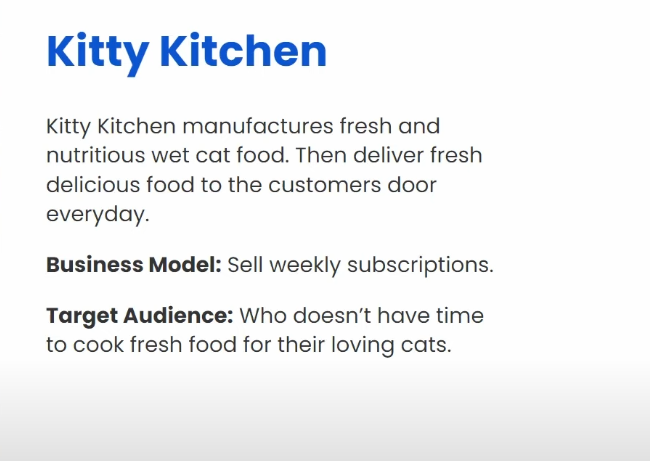 Kitty Kitchen
Kitty Kitchen manufactures fresh and
nutritious wet cat food. Then deliver fresh
delicious food to the customers door
everyday.
Business Model: Sell weekly subscriptions.
Target Audience: Who doesn’t have time
to cook fresh food for their loving cats.